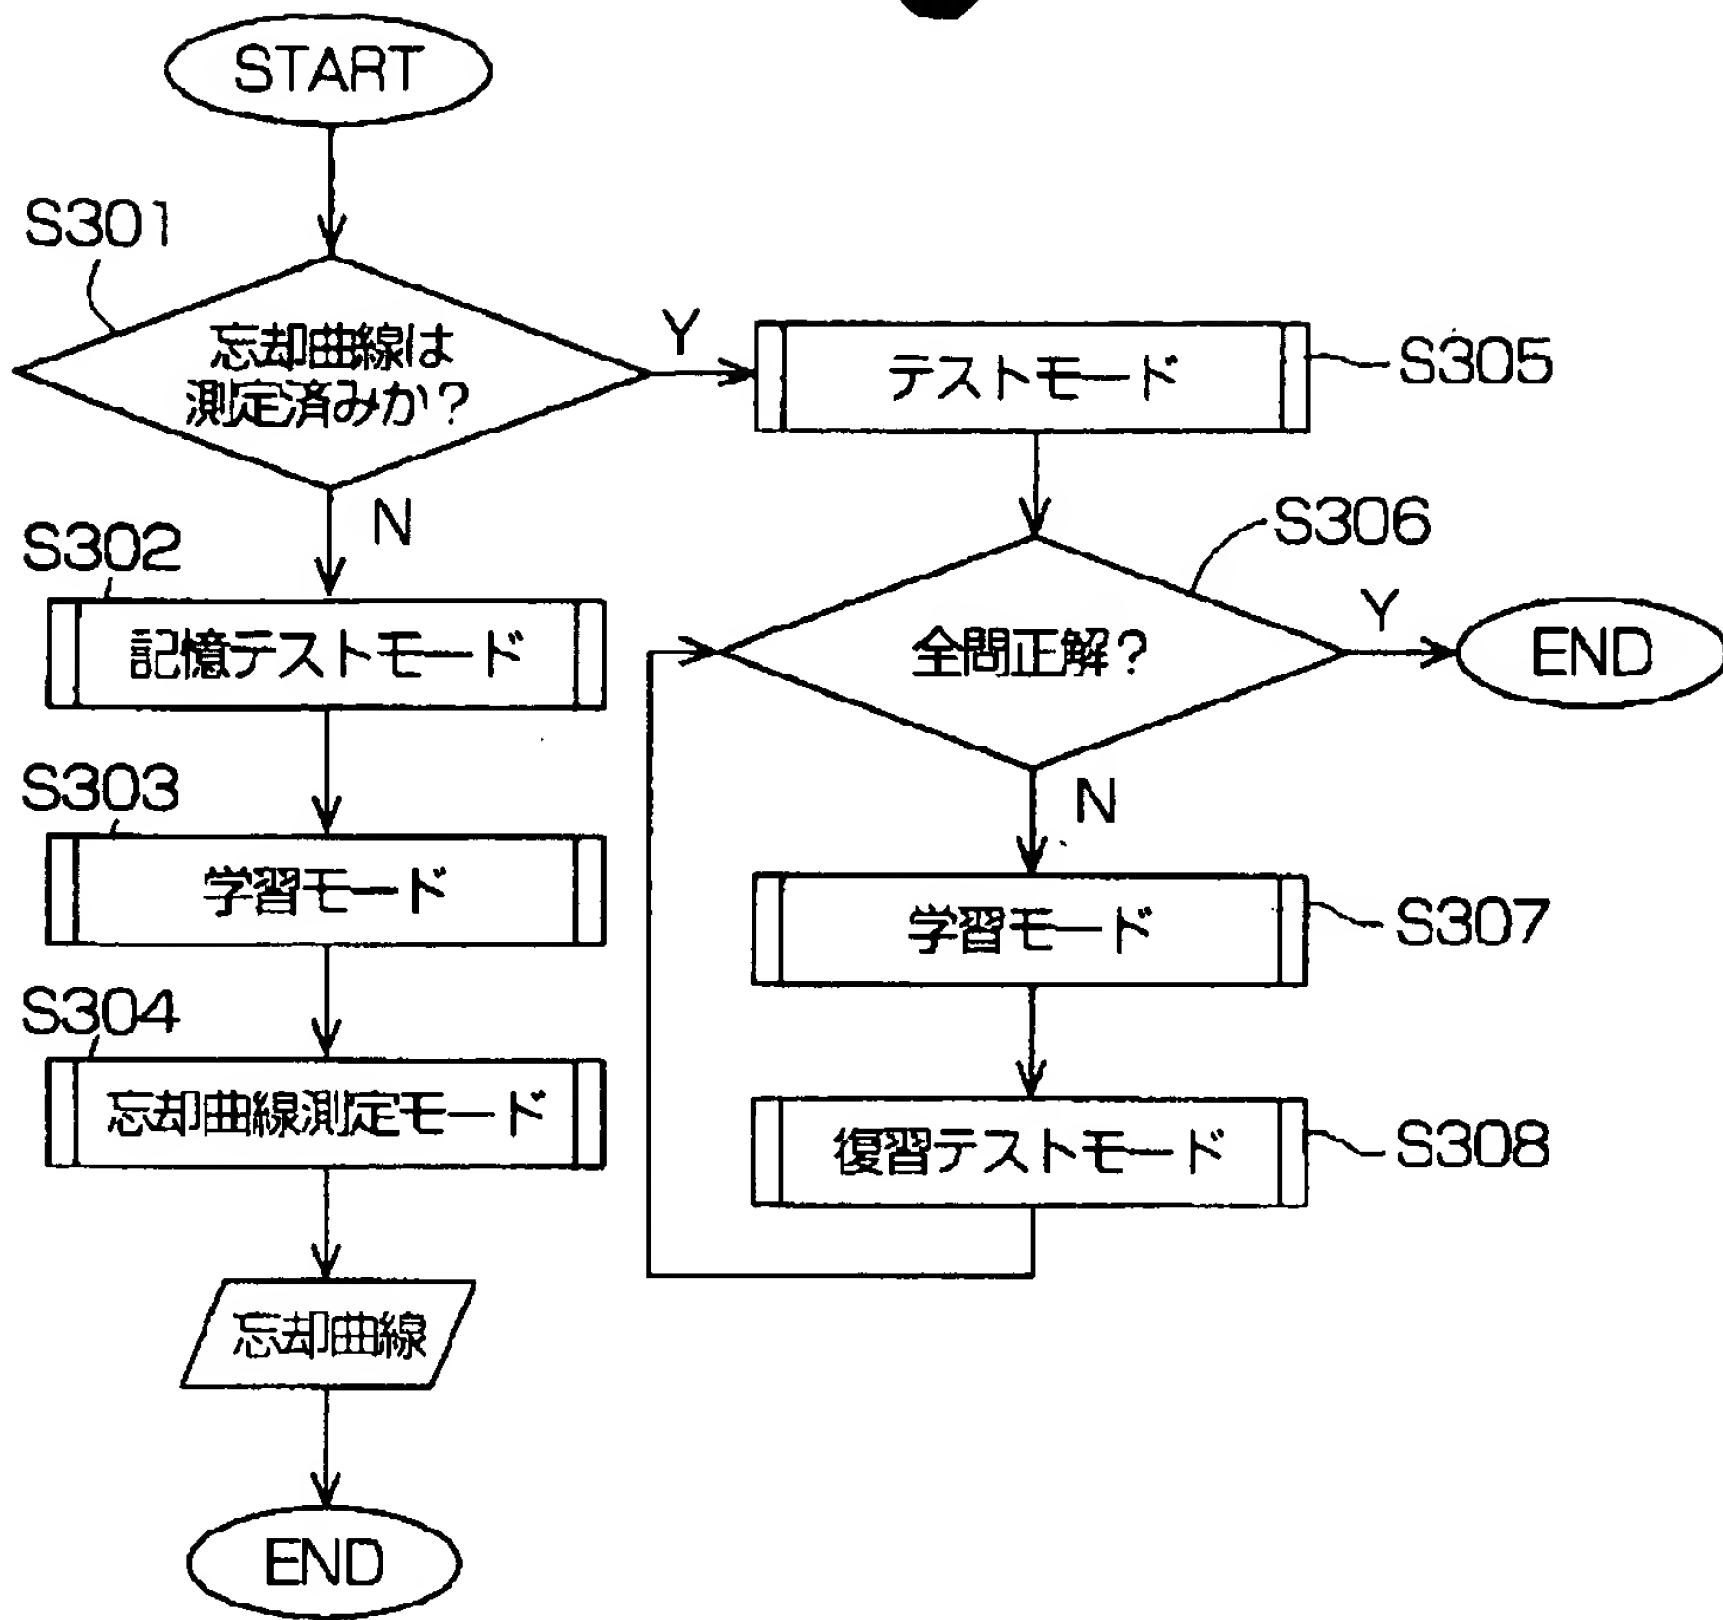 START
S301
忘却曲線は
測定済みか?
Y
N
S302
記憶テストモード
S303
学習モード
S304
忘却曲線測定モード
忘却曲線
END
テストモード
S305
S306
全問正解?
Y
END
N
学習モード
S307
復習テストモード
S308